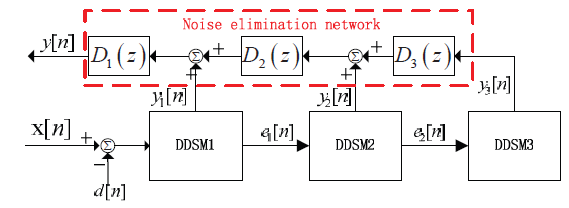 Noise elimination network
y[n] D₁(z) Σ + D₂(z) Σ + D₃(z)
+ +
y₁[n] y₂[n] y₃[n]
x[n] + Σ DDSM1 e₁[n] DDSM2 e₂[n] DDSM3
−
d[n]